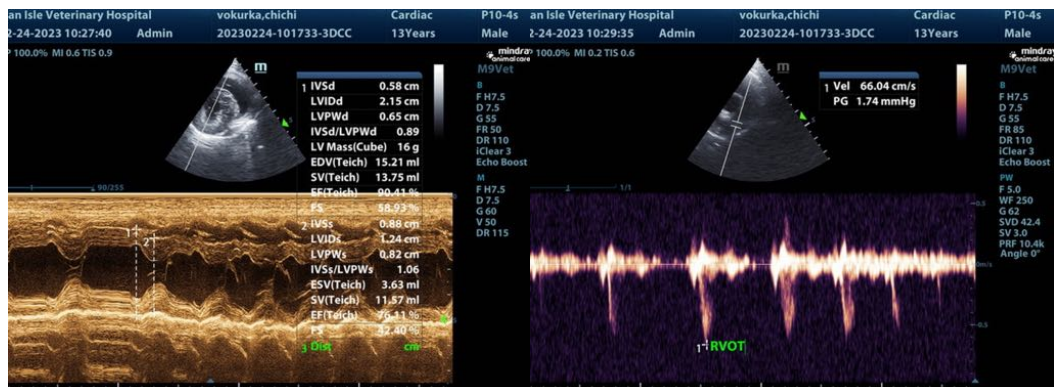 an Isle Veterinary Hospital vokurka,chichi Cardiac P10-4s
2-24-2023 10:27:40 Admin 20230224-101733-3DCC 13Years Male
P 100.0% MI 0.6 TIS 0.9
mindray
animal care
M9Vet
m
B
F H7.5
D 7.5
G 55
FR 50
DR 110
iClear 3
Echo Boost
M
F H7.5
D 7.5
G 60
V 50
DR 115
1 IVSd 0.58 cm
LVIDd 2.15 cm
LVPWd 0.65 cm
IVSd/LVPWd 0.89
LV Mass(Cube) 16 g
EDV(Teich) 15.21 ml
SV(Teich) 13.75 ml
EF(Teich) 90.41 %
FS 58.93 %
2 IVSs 0.88 cm
LVIDs 1.24 cm
LVPWs 0.82 cm
IVSs/LVPWs 1.06
ESV(Teich) 3.63 ml
SV(Teich) 11.57 ml
EF(Teich) 76.11 %
FS 42.40 %
3 Dist cm
90/255
1
2
an Isle Veterinary Hospital vokurka,chichi Cardiac P10-4s
2-24-2023 10:29:35 Admin 20230224-101733-3DCC 13Years Male
P 100.0% MI 0.2 TIS 0.6
mindray
animal care
M9Vet
m
B
F H7.5
D 7.5
G 55
FR 85
DR 110
iClear 3
Echo Boost
PW
F 5.0
WF 250
G 62
SVD 42.4
SV 3.0
PRF 10.4k
Angle 0°
1 Vel 66.04 cm/s
PG 1.74 mmHg
1/1
-0.5
0m/s
-0.5
1 RVOT